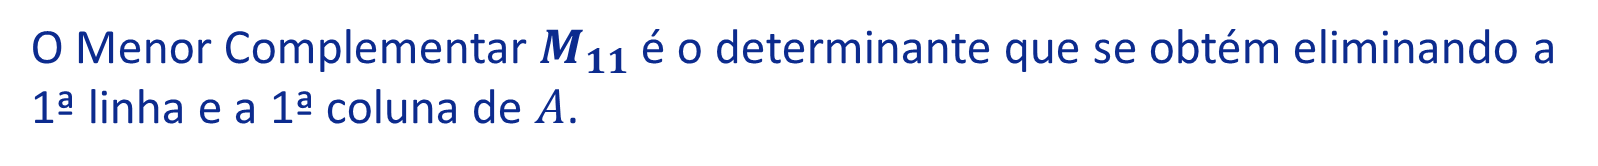 O Menor Complementar M₁₁ é o determinante que se obtém eliminando a
1ª linha e a 1ª coluna de A.